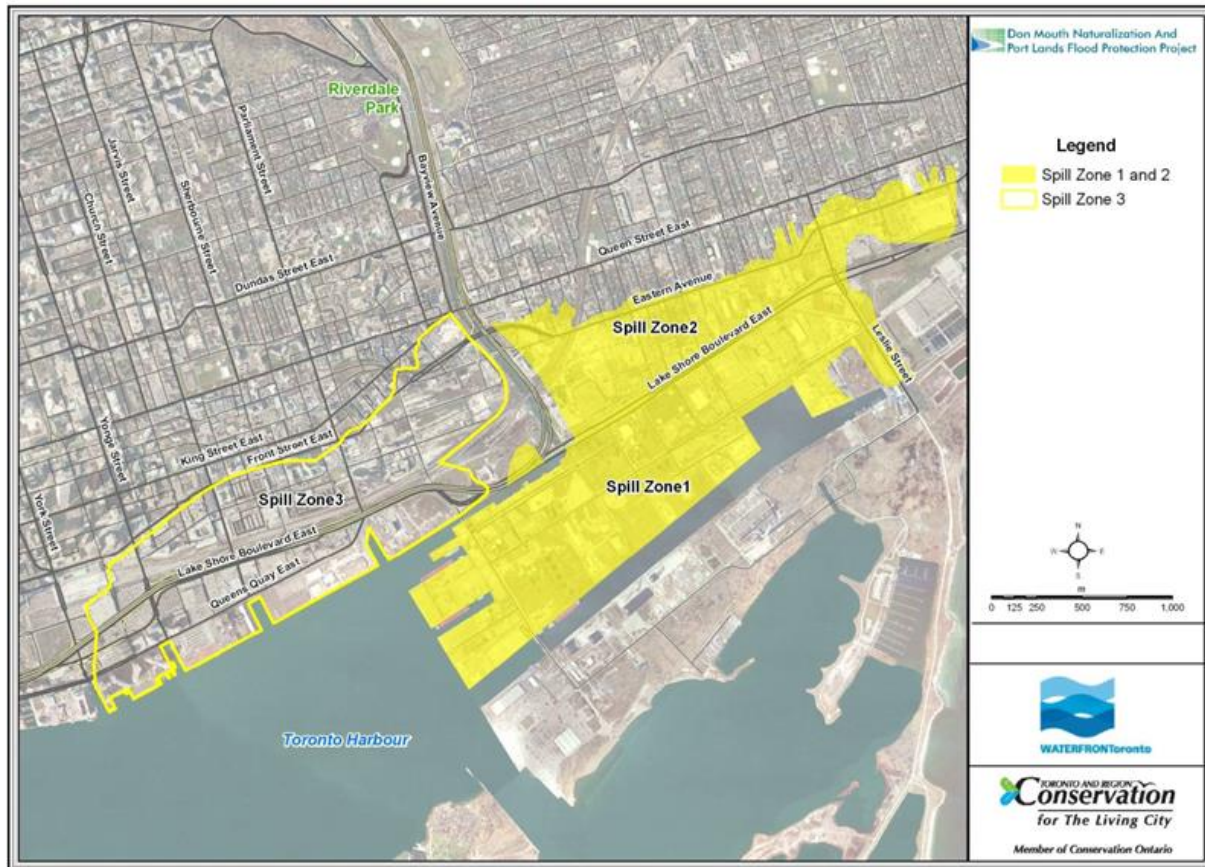 Don Mouth Naturalization And
Port Lands Flood Protection Project
Legend
Spill Zone 1 and 2
Spill Zone 3
Riverdale
Park
Bayview Avenue
Parliament Street
Jarvis Street
Sherbourne Street
Church Street
Dundas Street East
Queen Street East
Eastern Avenue
Spill Zone2
Lake Shore Boulevard East
Leslie Street
King Street East
Front Street East
Yonge Street
York Street
Spill Zone3
Spill Zone1
Lake Shore Boulevard East
Queens Quay East
Toronto Harbour
N
W E
S
m
0 125 250 500 750 1,000
WATERFRONToronto
TORONTO AND REGION
Conservation
for The Living City
Member of Conservation Ontario